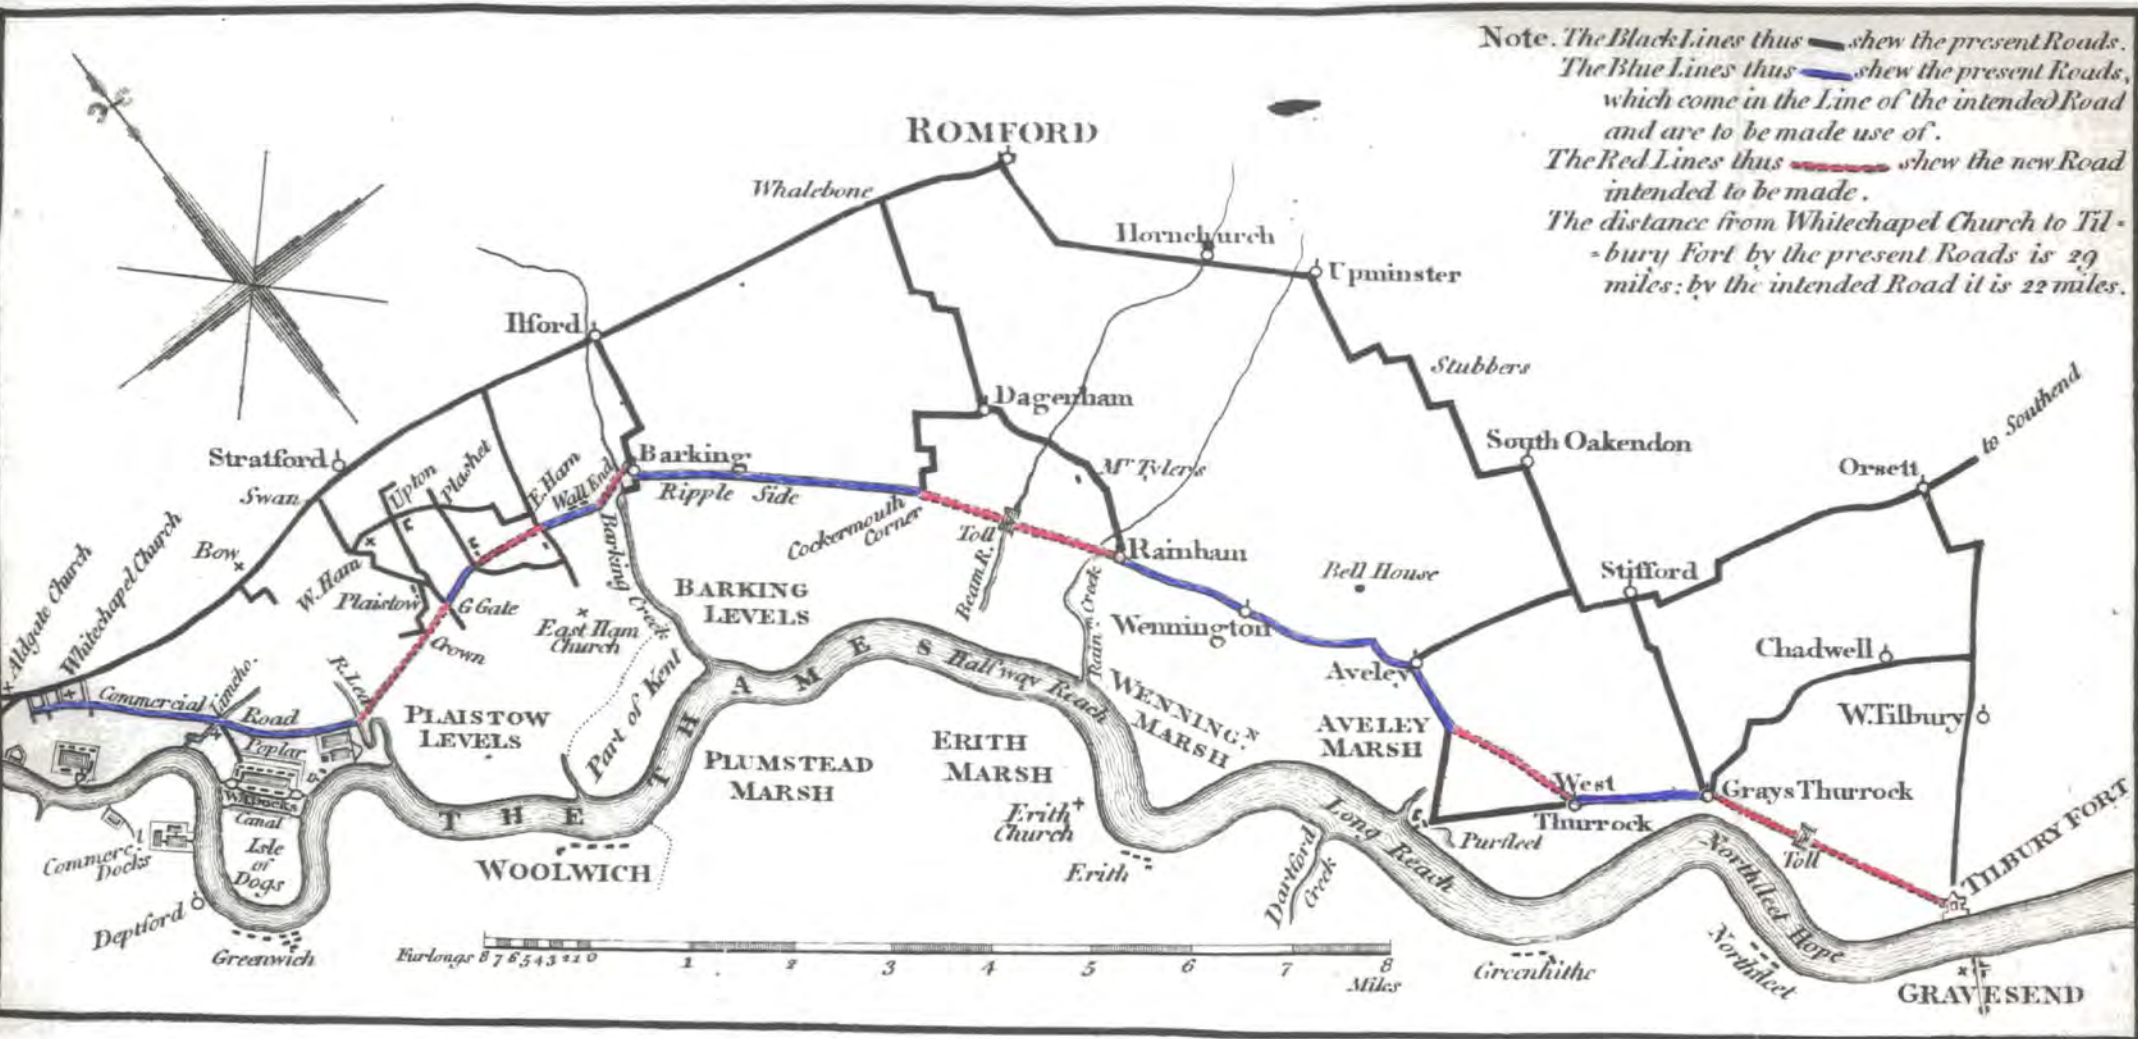 Note. The Black Lines thus shew the present Roads.
The Blue Lines thus shew the present Roads,
which come in the Line of the intended Road
and are to be made use of.
The Red Lines thus shew the new Road
intended to be made.
The distance from Whitechapel Church to Til-
-bury Fort by the present Roads is 29
miles: by the intended Road it is 22 miles.
ROMFORD
Whalebone
Hornchurch
Upminster
Ilford
Stubbers
Dagenham
to Southend
Stratford
Swan
Upton
Plashet
E. Ham
Wall End
Barking
Ripple Side
Mr. Tylers
South Oakendon
Orsett
Cockermouth
Corner
Toll
Beam R.
Rainham
Bow
Aldgate Church
Whitechapel Church
W. Ham
Plaistow
G Gate
Crown
East Ham
Church
Barking Creek
BARKING
LEVELS
Rainm. Creek
Wennington
Bell House
Stifford
Chadwell
Aveley
W. Tilbury
Commercial Road
Limeho.
R. Lea
Poplar
PLAISTOW
LEVELS
Part of Kent
THE THAMES
Halfway Reach
WENNING.N
MARSH
AVELEY
MARSH
PLUMSTEAD
MARSH
ERITH
MARSH
West
Thurrock
Grays Thurrock
W.I. Docks
Canal
Isle
of
Dogs
Commerc.l
Docks
Deptford
Greenwich
WOOLWICH
Erith
Church
Erith
Dartford
Creek
Long Reach
Purfleet
Toll
TILBURY FORT
Northfleet Hope
Northfleet
Greenhithe
GRAVESEND
Furlongs 8 7 6 5 4 3 2 1 0 1 2 3 4 5 6 7 8
Miles